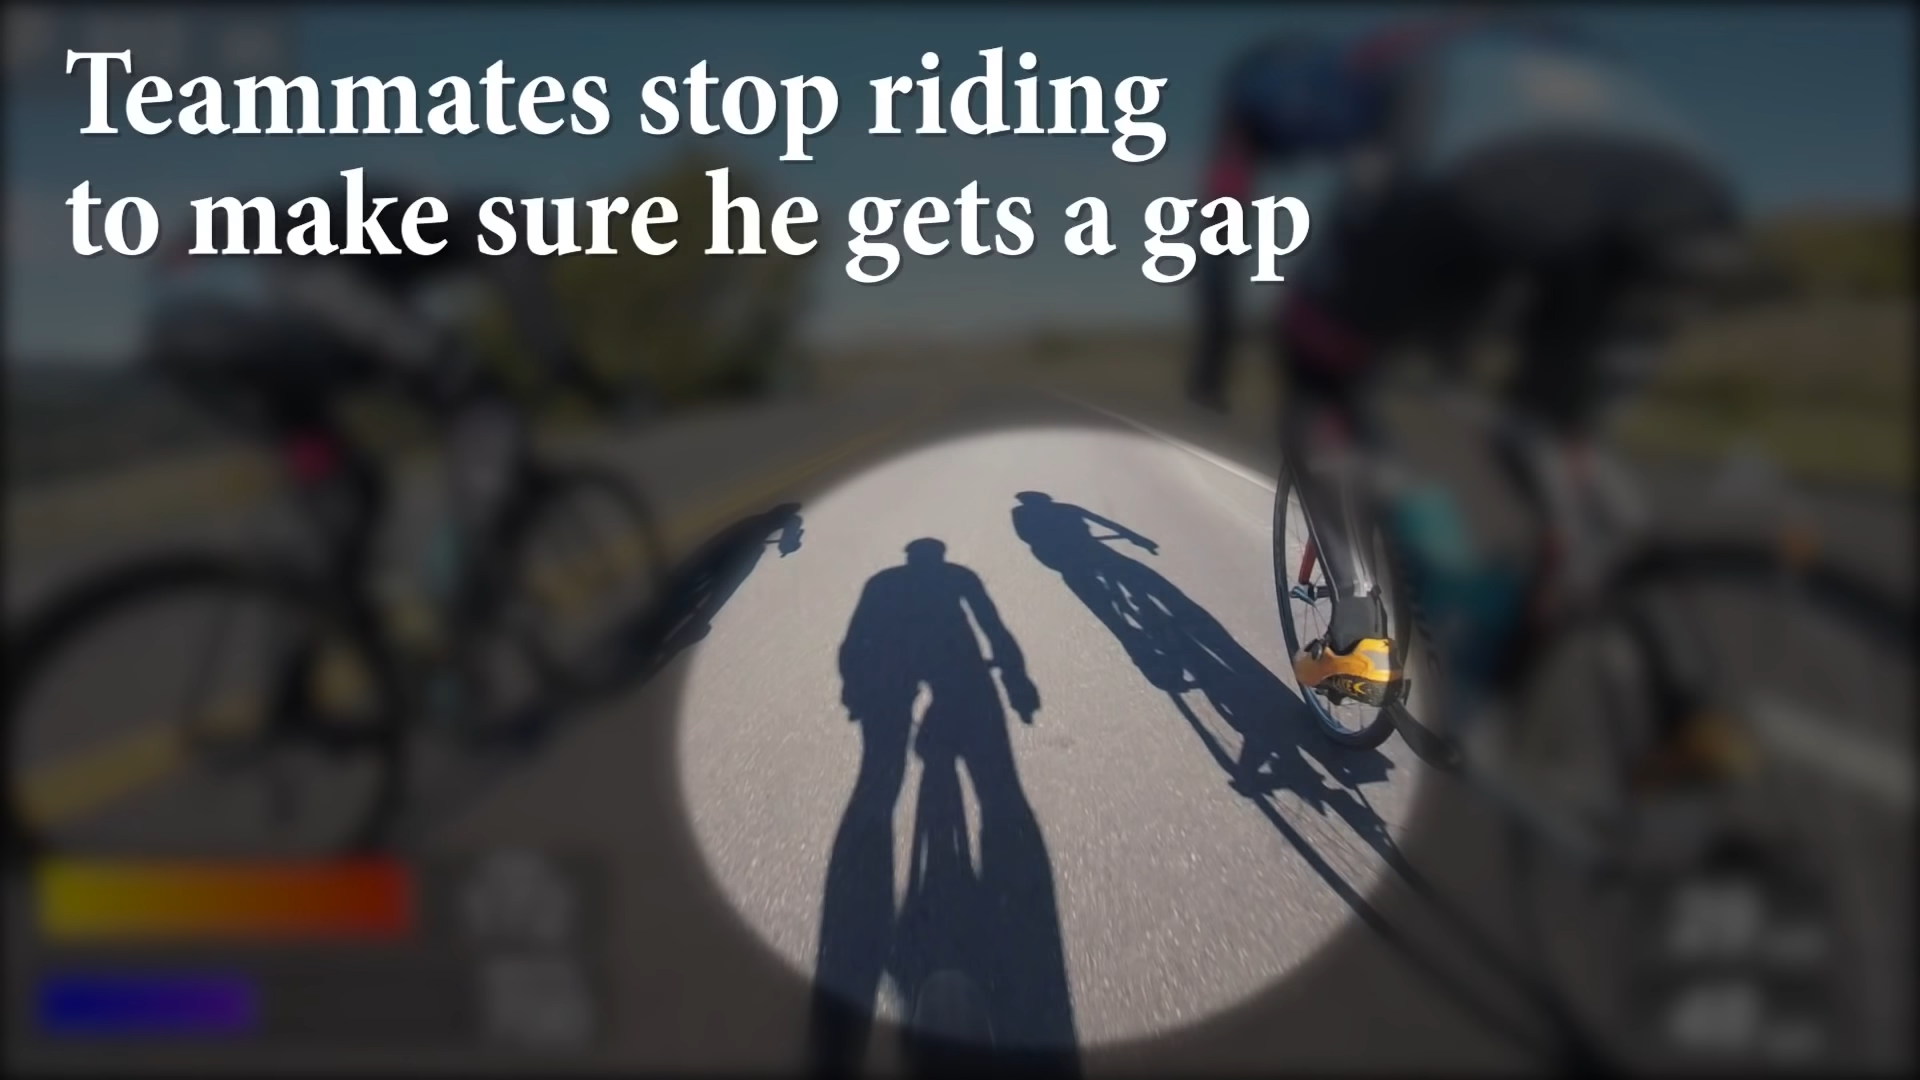 Teammates stop riding
to make sure he gets a gap